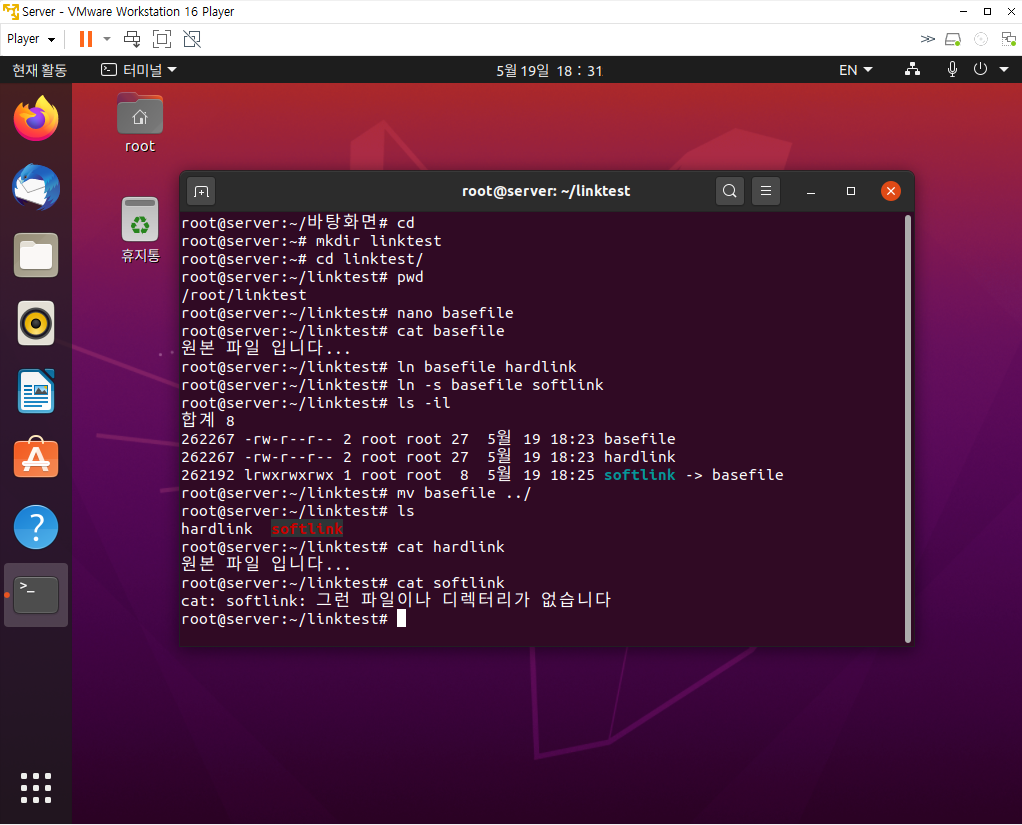 Server - VMware Workstation 16 Player
Player
현재 활동 터미널 5월 19일 18 : 31 EN
root
휴지통
root@server: ~/linktest
root@server:~/바탕화면# cd
root@server:~# mkdir linktest
root@server:~# cd linktest/
root@server:~/linktest# pwd
/root/linktest
root@server:~/linktest# nano basefile
root@server:~/linktest# cat basefile
원본 파일 입니다...
root@server:~/linktest# ln basefile hardlink
root@server:~/linktest# ln -s basefile softlink
root@server:~/linktest# ls -il
합계 8
262267 -rw-r--r-- 2 root root 27  5월 19 18:23 basefile
262267 -rw-r--r-- 2 root root 27  5월 19 18:23 hardlink
262192 lrwxrwxrwx 1 root root  8  5월 19 18:25 softlink -> basefile
root@server:~/linktest# mv basefile ../
root@server:~/linktest# ls
hardlink  softlink
root@server:~/linktest# cat hardlink
원본 파일 입니다...
root@server:~/linktest# cat softlink
cat: softlink: 그런 파일이나 디렉터리가 없습니다
root@server:~/linktest#